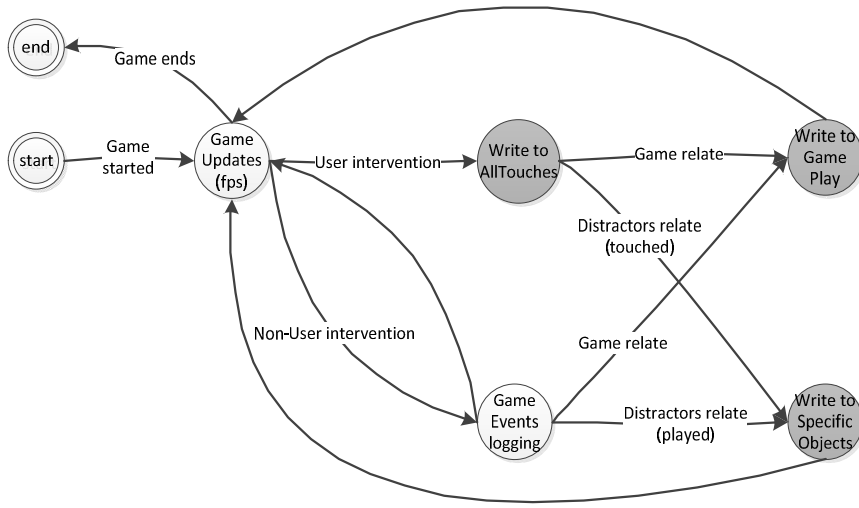 end
Game ends
start
Game
started
Game
Updates
(fps)
User intervention
Write to
AllTouches
Game relate
Write to
Game
Play
Distractors relate
(touched)
Non-User intervention
Game relate
Game
Events
logging
Distractors relate
(played)
Write to
Specific
Objects